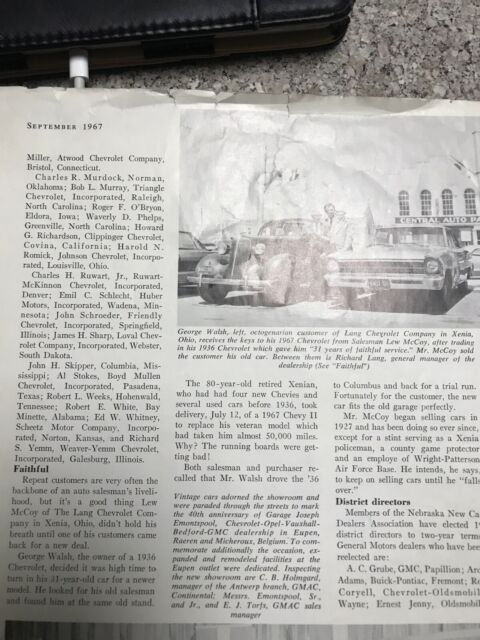 SEPTEMBER 1967
Miller, Atwood Chevrolet Company,
Bristol, Connecticut.
Charles R. Murdock, Norman,
Oklahoma; Bob L. Murray, Triangle
Chevrolet, Incorporated, Raleigh,
North Carolina; Roger F. O'Bryon,
Eldora, Iowa; Waverly D. Phelps,
Greenville, North Carolina; Howard
G. Richardson, Clippinger Chevrolet,
Covina, California; Harold N.
Romick, Johnson Chevrolet, Incorpo-
rated, Louisville, Ohio.
Charles H. Ruwart, Jr., Ruwart-
McKinnon Chevrolet, Incorporated,
Denver; Emil C. Schlecht, Huber
Motors, Incorporated, Wadena, Min-
nesota; John Schroeder, Friendly
Chevrolet, Incorporated, Springfield,
Illinois; James H. Sharp, Loval Chev-
rolet Company, Incorporated, Webster,
South Dakota.
John H. Skipper, Columbia, Mis-
sissippi; Al Stokes, Boyd Mullen
Chevrolet, Incorporated, Pasadena,
Texas; Robert L. Weeks, Hohenwald,
Tennessee; Robert E. White, Bay
Minette, Alabama; Ed W. Whitney,
Scheetz Motor Company, Incorpo-
rated, Norton, Kansas, and Richard
S. Yemm, Weaver-Yemm Chevrolet,
Incorporated, Galesburg, Illinois.
Faithful
Repeat customers are very often the
backbone of an auto salesman's liveli-
hood, but it's a good thing Lew
McCoy of The Lang Chevrolet Com-
pany in Xenia, Ohio, didn't hold his
breath until one of his customers came
back for a new deal.
George Walsh, the owner of a 1936
Chevrolet, decided it was high time to
turn in his 31-year-old car for a newer
model. He looked for his old salesman
and found him at the same old stand.
CENTRAL AUTO PA
George Walsh, left, octogenarian customer of Lang Chevrolet Company in Xenia,
Ohio, receives the keys to his 1967 Chevrolet from Salesman Lew McCoy, after trading
in his 1936 Chevrolet which gave him "31 years of faithful service." Mr. McCoy sold
the customer his old car. Between them is Richard Lang, general manager of the
dealership (See "Faithful")
The 80-year-old retired Xenian,
who had had four new Chevies and
several used cars before 1936, took
delivery, July 12, of a 1967 Chevy II
to replace his veteran model which
had taken him almost 50,000 miles.
Why? The running boards were get-
ting bad!
Both salesman and purchaser re-
called that Mr. Walsh drove the '36
Vintage cars adorned the showroom and
were paraded through the streets to mark
the 40th anniversary of Garage Joseph
Emontspool, Chevrolet-Opel-Vauxhall-
Bedford-GMC dealership in Eupen,
Raeren and Micheroux, Belgium. To com-
memorate additionally the occasion, ex-
panded and remodeled facilities at the
Eupen outlet were dedicated. Inspecting
the new showroom are C. B. Holmgard,
manager of the Antwerp branch, GMAC,
Continental; Messrs. Emontspool, Sr.
and Jr., and E. J. Torfs, GMAC sales
manager
to Columbus and back for a trial run.
Fortunately for the customer, the new
car fits the old garage perfectly.
Mr. McCoy began selling cars in
1927 and has been doing so ever since,
except for a stint serving as a Xenia
policeman, a county game protector
and an employe of Wright-Patterson
Air Force Base. He intends, he says,
to keep on selling cars until he "falls
over."
District directors
Members of the Nebraska New Ca
Dealers Association have elected 1
district directors to two-year terms
General Motors dealers who have been
reelected are:
A. C. Grube, GMC, Papillion; Arc
Adams, Buick-Pontiac, Fremont; Re
Coryell, Chevrolet-Oldsmobile
Wayne; Ernest Jenny, Oldsmobil